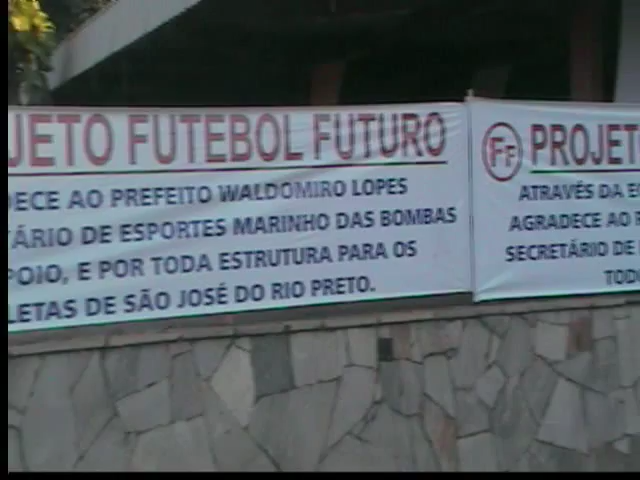 JETO FUTEBOL FUTURO
DECE AO PREFEITO WALDOMIRO LOPES
TÁRIO DE ESPORTES MARINHO DAS BOMBAS
POIO, E POR TODA ESTRUTURA PARA OS
LETAS DE SÃO JOSÉ DO RIO PRETO.
FF PROJETO
ATRAVÉS DA E
AGRADECE AO P
SECRETÁRIO DE
TOD